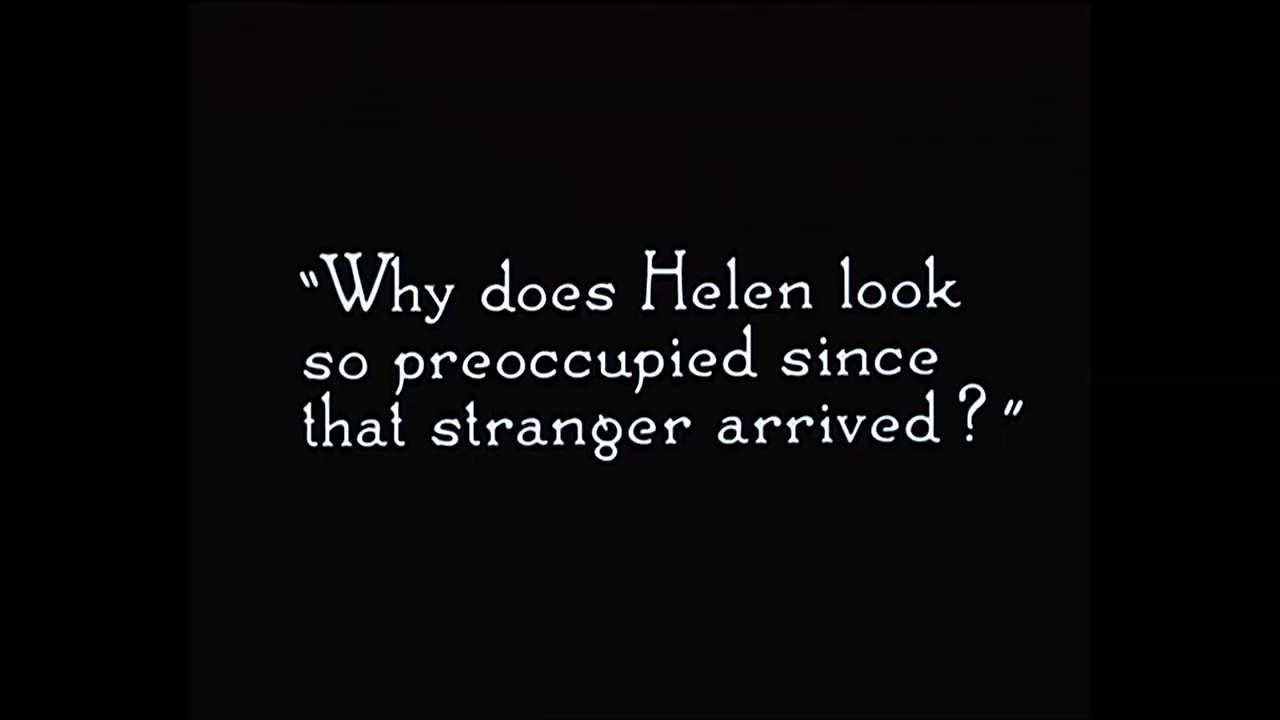 "Why does Helen look
so preoccupied since
that stranger arrived?"